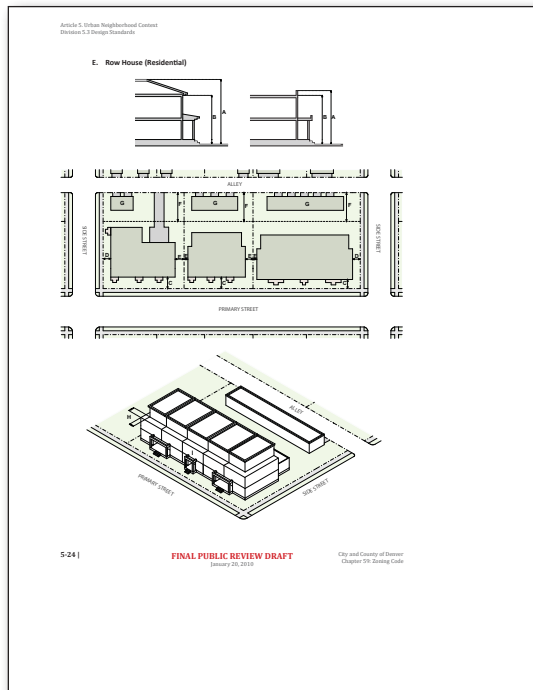 Article 5. Urban Neighborhood Context
Division 5.3 Design Standards
E. Row House (Residential)
A
B
B
A
ALLEY
G
G
G
F
F
F
SIDE STREET
SIDE STREET
D
E
E
E
E
D
C
C
C
PRIMARY STREET
ALLEY
H
I
PRIMARY STREET
SIDE STREET
5-24 |
FINAL PUBLIC REVIEW DRAFT
January 20, 2010
City and County of Denver
Chapter 59: Zoning Code